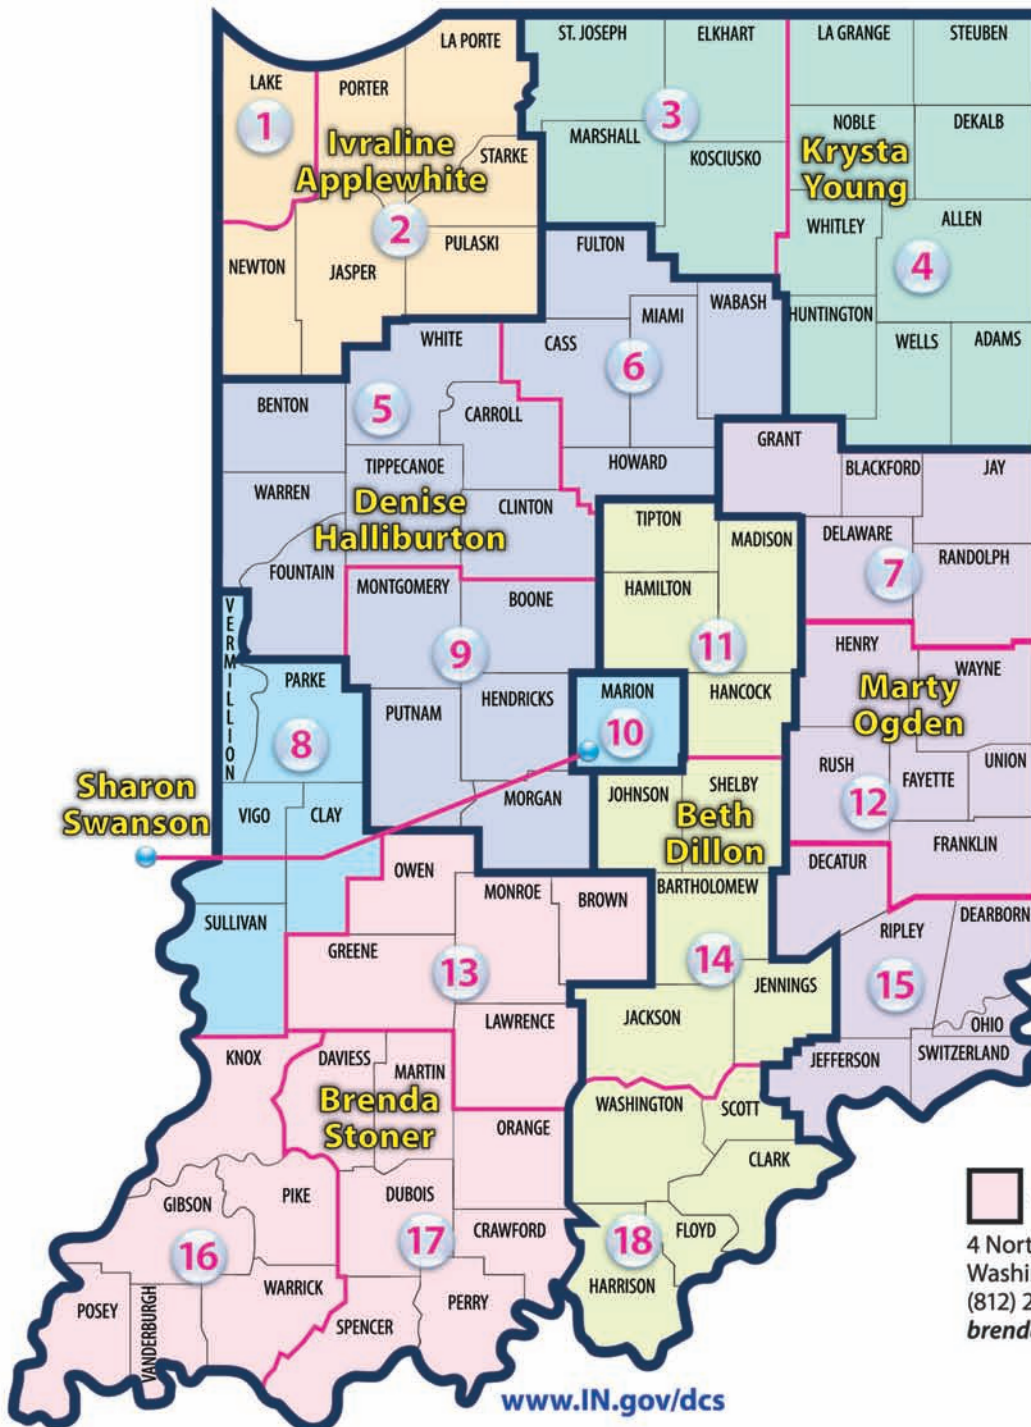 LA PORTE
ST. JOSEPH
ELKHART
LA GRANGE
STEUBEN
LAKE
PORTER
1
3
NOBLE
DEKALB
MARSHALL
Ivraline
Applewhite
STARKE
KOSCIUSKO
Krysta
Young
WHITLEY
ALLEN
2
PULASKI
FULTON
NEWTON
JASPER
4
WABASH
MIAMI
HUNTINGTON
WHITE
CASS
WELLS
ADAMS
6
BENTON
5
CARROLL
GRANT
HOWARD
BLACKFORD
JAY
TIPPECANOE
WARREN
CLINTON
Denise
Halliburton
TIPTON
MADISON
DELAWARE
RANDOLPH
7
FOUNTAIN
MONTGOMERY
BOONE
HAMILTON
VERMILLION
11
HENRY
WAYNE
9
PARKE
HENDRICKS
MARION
HANCOCK
Marty
Ogden
PUTNAM
8
10
RUSH
FAYETTE
UNION
Sharon
Swanson
VIGO
CLAY
MORGAN
JOHNSON
SHELBY
12
Beth
Dillon
FRANKLIN
DECATUR
OWEN
MONROE
BROWN
BARTHOLOMEW
DEARBORN
SULLIVAN
RIPLEY
GREENE
13
14
JENNINGS
15
LAWRENCE
JACKSON
OHIO
KNOX
DAVIESS
MARTIN
JEFFERSON
SWITZERLAND
Brenda
Stoner
WASHINGTON
SCOTT
ORANGE
CLARK
GIBSON
PIKE
DUBOIS
CRAWFORD
FLOYD
16
17
18
HARRISON
WARRICK
POSEY
VANDERBURGH
SPENCER
PERRY
4 Nort
Washi
(812) 2
brend
www.IN.gov/dcs